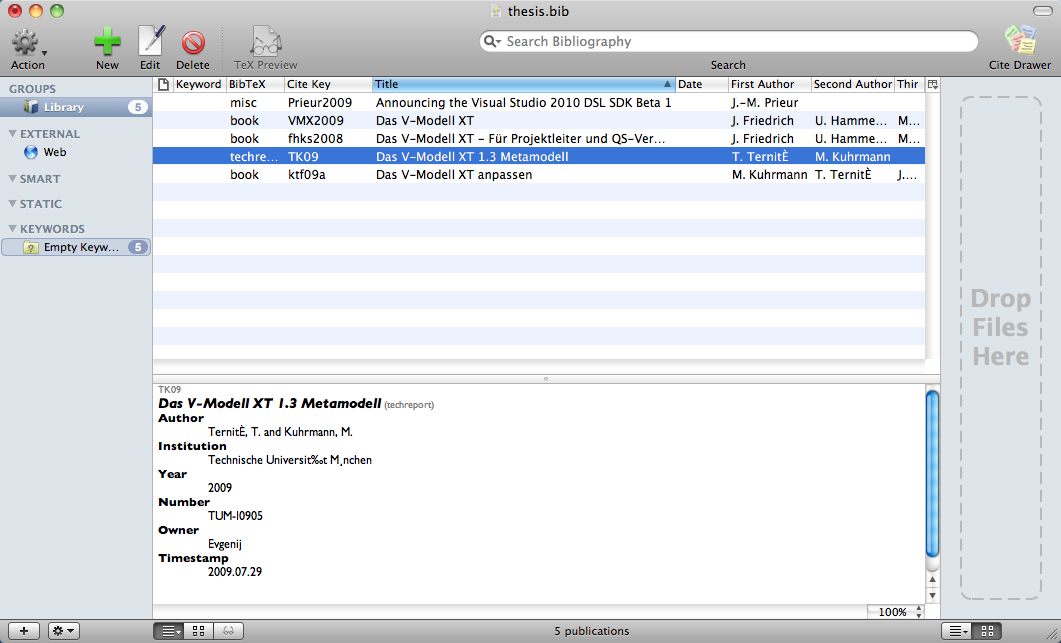 thesis.bib
Action New Edit Delete TeX Preview Search Bibliography Search Cite Drawer
GROUPS
Library 5
EXTERNAL
Web
SMART
STATIC
KEYWORDS
Empty Keyw... 5
Keyword BibTeX Cite Key Title Date First Author Second Author Thir
misc Prieur2009 Announcing the Visual Studio 2010 DSL SDK Beta 1 J.-M. Prieur
book VMX2009 Das V-Modell XT J. Friedrich U. Hamme... M...
book fhks2008 Das V-Modell XT – Für Projektleiter und QS-Ver... J. Friedrich U. Hamme... M...
techre... TK09 Das V-Modell XT 1.3 Metamodell T. TernitÈ M. Kuhrmann
book ktf09a Das V-Modell XT anpassen M. Kuhrmann T. TernitÈ J....
TK09
Das V-Modell XT 1.3 Metamodell (techreport)
Author
TernitÈ, T. and Kuhrmann, M.
Institution
Technische Universit‰t M¸nchen
Year
2009
Number
TUM-I0905
Owner
Evgenij
Timestamp
2009.07.29
100%
5 publications
Drop
Files
Here